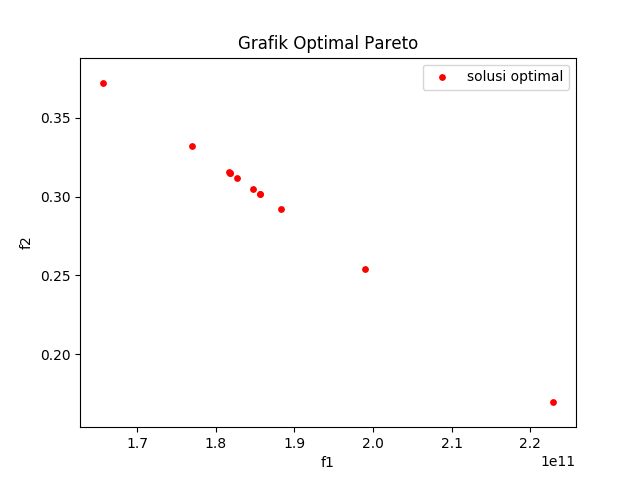 Grafik Optimal Pareto
solusi optimal
0.35
0.30
0.25
0.20
f2
1.7 1.8 1.9 2.0 2.1 2.2
1e11
f1